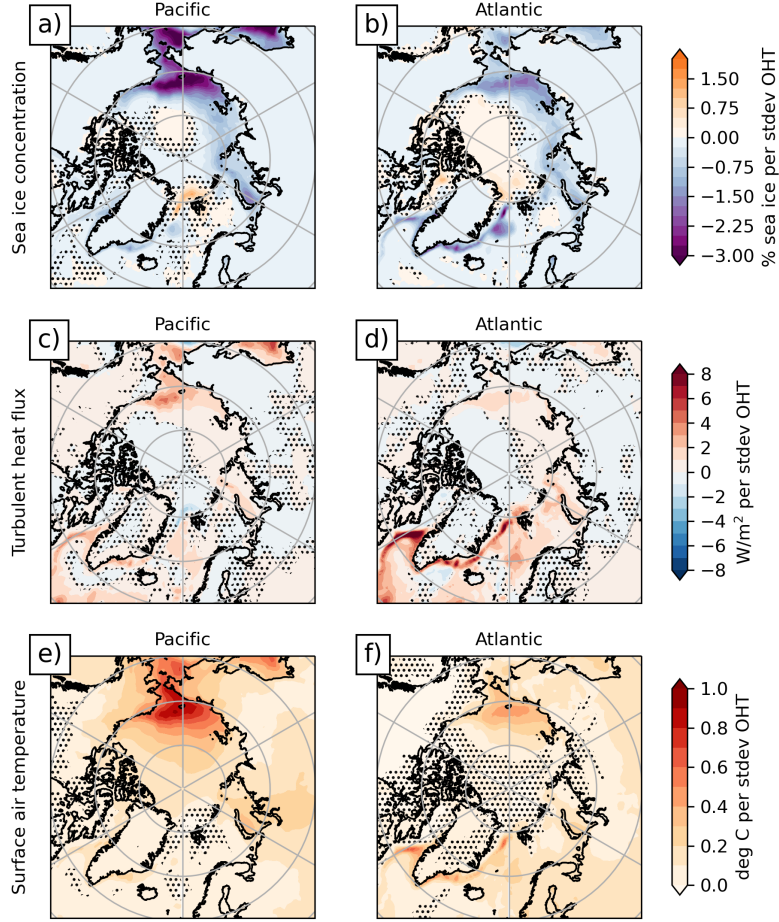 Pacific
Atlantic
a)
b)
Sea ice concentration
1.50
0.75
0.00
−0.75
−1.50
−2.25
−3.00
% sea ice per stdev OHT
Pacific
Atlantic
c)
d)
Turbulent heat flux
8
6
4
2
0
−2
−4
−6
−8
W/m² per stdev OHT
Pacific
Atlantic
e)
f)
Surface air temperature
1.0
0.8
0.6
0.4
0.2
0.0
deg C per stdev OHT